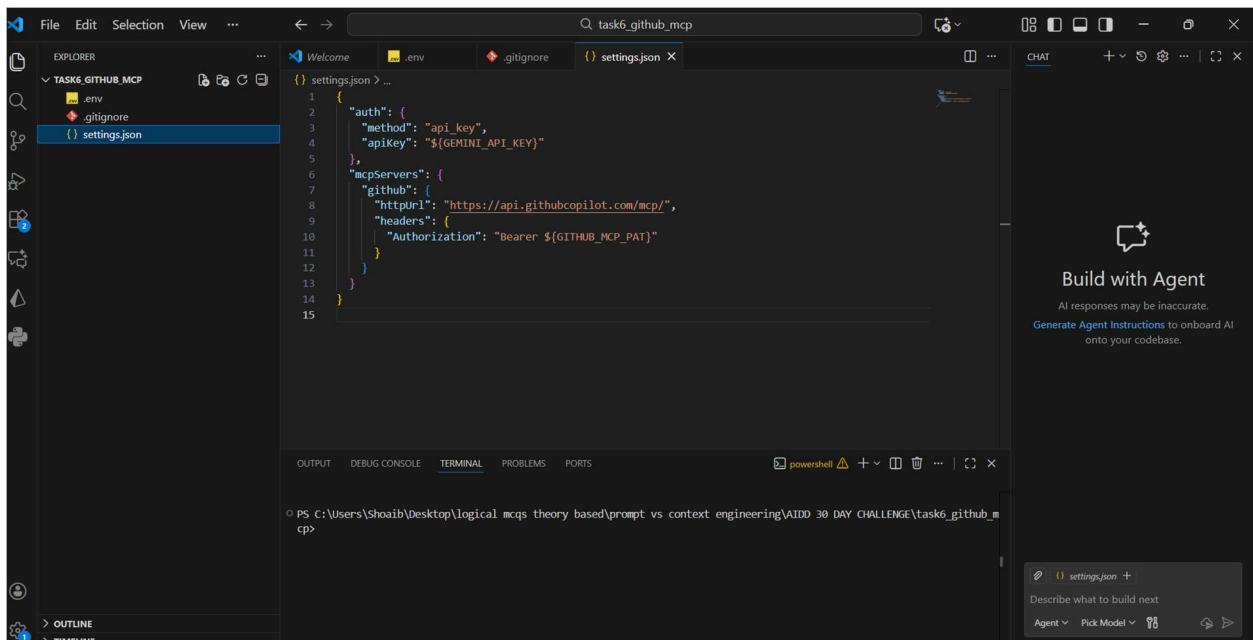 File Edit Selection View ...
task6_github_mcp
EXPLORER
TASK6_GITHUB_MCP
.env
.gitignore
{} settings.json
2
OUTLINE
1
Welcome
.env
.gitignore
{} settings.json
{} settings.json > ...
1 {
2 "auth": {
3 "method": "api_key",
4 "apiKey": "${GEMINI_API_KEY}"
5 },
6 "mcpServers": {
7 "github": {
8 "httpUrl": "https://api.githubcopilot.com/mcp/",
9 "headers": {
10 "Authorization": "Bearer ${GITHUB_MCP_PAT}"
11 }
12 }
13 }
14 }
15
OUTPUT DEBUG CONSOLE TERMINAL PROBLEMS PORTS
powershell
PS C:\Users\Shoaib\Desktop\logical mcqs theory based\prompt vs context engineering\AIDD 30 DAY CHALLENGE\task6_github_m
cp>
CHAT
Build with Agent
AI responses may be inaccurate.
Generate Agent Instructions to onboard AI
onto your codebase.
{} settings.json +
Describe what to build next
Agent Pick Model